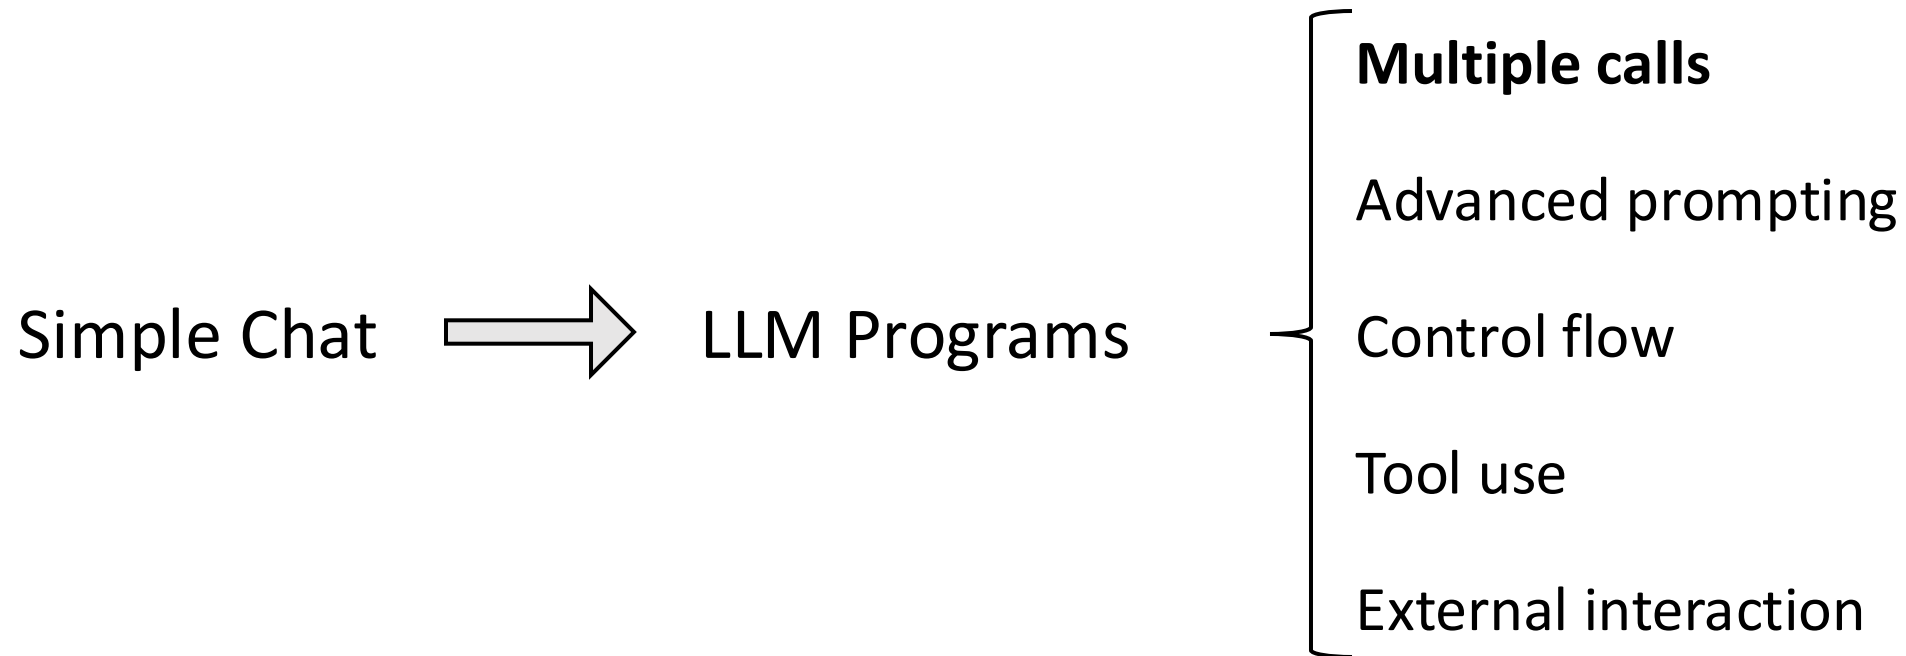 Simple Chat
LLM Programs
Multiple calls
Advanced prompting
Control flow
Tool use
External interaction